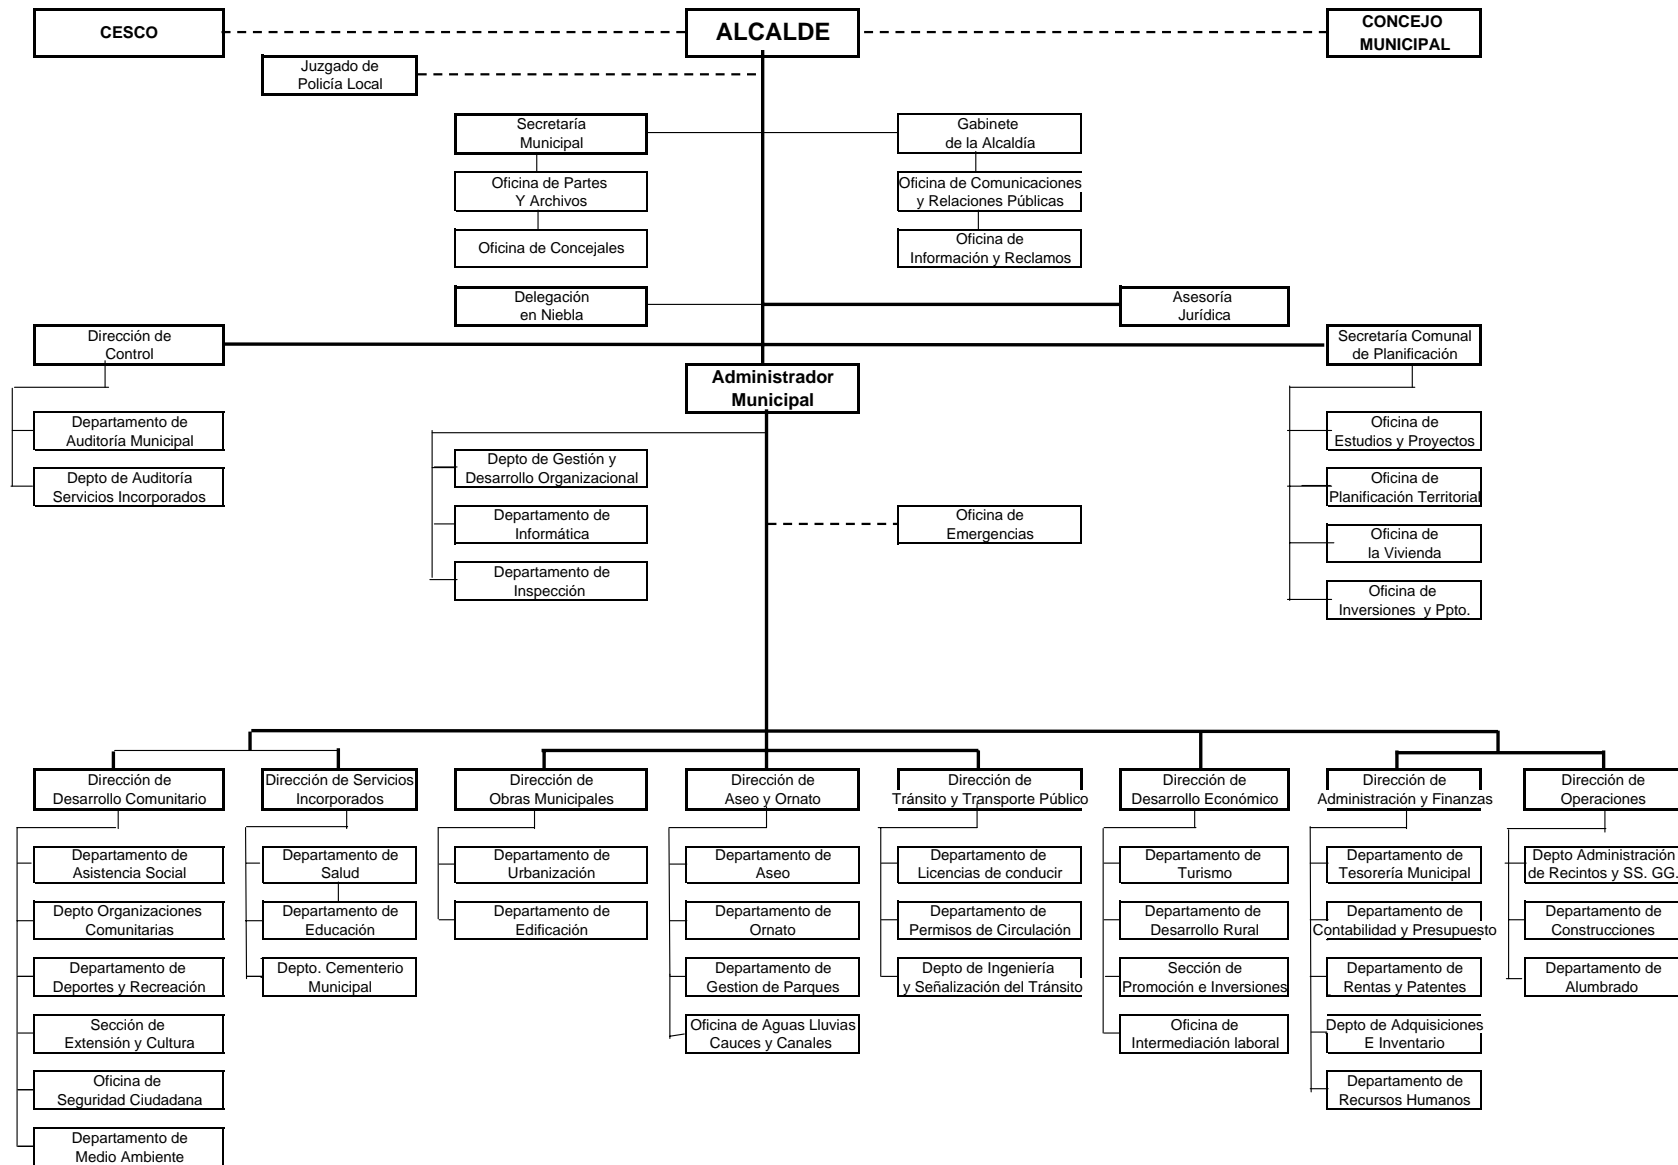 CESCO
ALCALDE
CONCEJO
MUNICIPAL
Juzgado de
Policía Local
Secretaría
Municipal
Gabinete
de la Alcaldía
Oficina de Partes
Y Archivos
Oficina de Comunicaciones
y Relaciones Públicas
Oficina de Concejales
Oficina de
Información y Reclamos
Delegación
en Niebla
Asesoría
Jurídica
Dirección de
Control
Secretaría Comunal
de Planificación
Administrador
Municipal
Departamento de
Auditoría Municipal
Depto de Auditoría
Servicios Incorporados
Depto de Gestión y
Desarrollo Organizacional
Departamento de
Informática
Departamento de
Inspección
Oficina de
Emergencias
Oficina de
Estudios y Proyectos
Oficina de
Planificación Territorial
Oficina de
la Vivienda
Oficina de
Inversiones  y Ppto.
Dirección de
Desarrollo Comunitario
Departamento de
Asistencia Social
Depto Organizaciones
Comunitarias
Departamento de
Deportes y Recreación
Sección de
Extensión y Cultura
Oficina de
Seguridad Ciudadana
Departamento de
Medio Ambiente
Dirección de Servicios
Incorporados
Departamento de
Salud
Departamento de
Educación
Depto. Cementerio
Municipal
Dirección de
Obras Municipales
Departamento de
Urbanización
Departamento de
Edificación
Dirección de
Aseo y Ornato
Departamento de
Aseo
Departamento de
Ornato
Departamento de
Gestion de Parques
Oficina de Aguas Lluvias
Cauces y Canales
Dirección de
Tránsito y Transporte Público
Departamento de
Licencias de conducir
Departamento de
Permisos de Circulación
Depto de Ingeniería
y Señalización del Tránsito
Dirección de
Desarrollo Económico
Departamento de
Turismo
Departamento de
Desarrollo Rural
Sección de
Promoción e Inversiones
Oficina de
Intermediación laboral
Dirección de
Administración y Finanzas
Departamento de
Tesorería Municipal
Departamento de
Contabilidad y Presupuesto
Departamento de
Rentas y Patentes
Depto de Adquisiciones
E Inventario
Departamento de
Recursos Humanos
Dirección de
Operaciones
Depto Administración
de Recintos y SS. GG.
Departamento de
Construcciones
Departamento de
Alumbrado